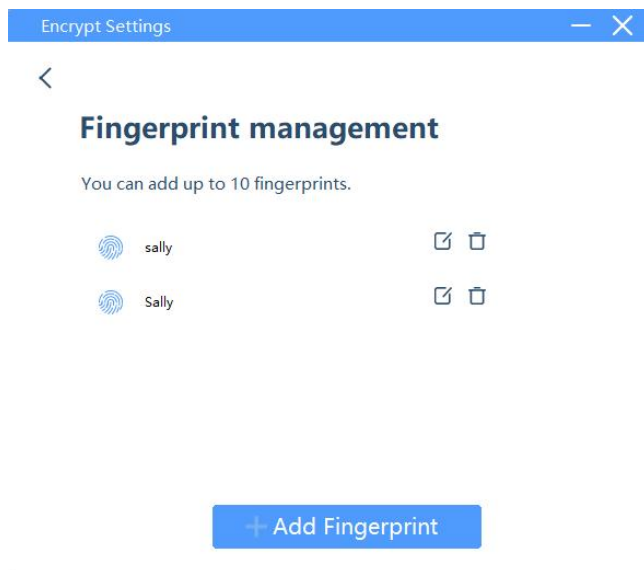 Encrypt Settings
Fingerprint management
You can add up to 10 fingerprints.
sally
Sally
Add Fingerprint